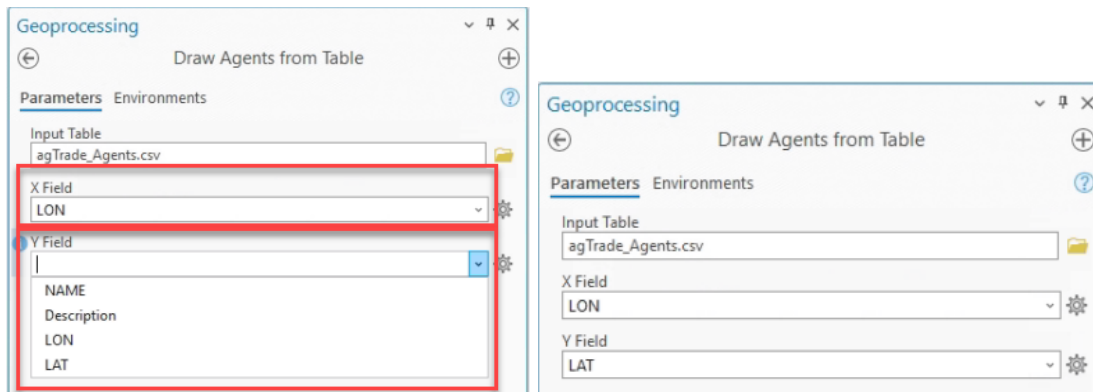 Geoprocessing
Draw Agents from Table
Parameters Environments
Input Table
agTrade_Agents.csv
X Field
LON
Y Field
NAME
Description
LON
LAT
Geoprocessing
Draw Agents from Table
Parameters Environments
Input Table
agTrade_Agents.csv
X Field
LON
Y Field
LAT